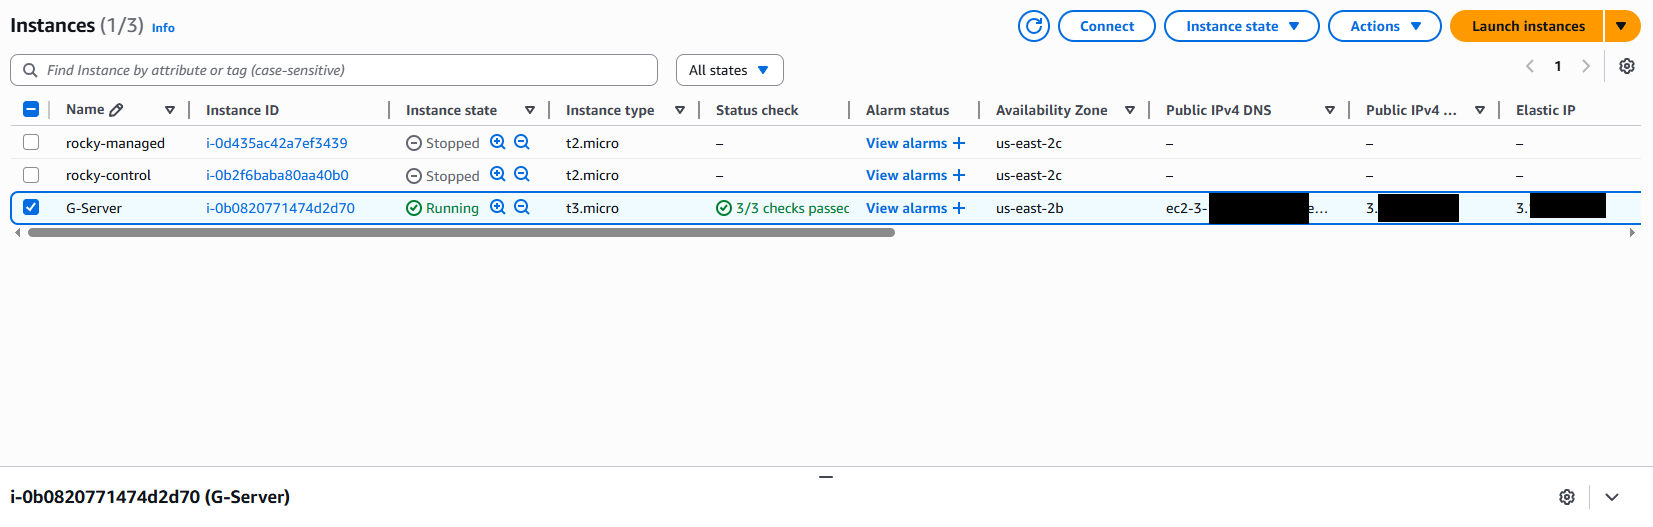 Instances (1/3) Info Connect Instance state Actions Launch instances
Find Instance by attribute or tag (case-sensitive) All states 1
Name Instance ID Instance state Instance type Status check Alarm status Availability Zone Public IPv4 DNS Public IPv4 ... Elastic IP
rocky-managed i-0d435ac42a7ef3439 Stopped t2.micro – View alarms + us-east-2c – – –
rocky-control i-0b2f6baba80aa40b0 Stopped t2.micro – View alarms + us-east-2c – – –
G-Server i-0b0820771474d2d70 Running t3.micro 3/3 checks passec View alarms + us-east-2b ec2-3- e... 3. 3.
i-0b0820771474d2d70 (G-Server)